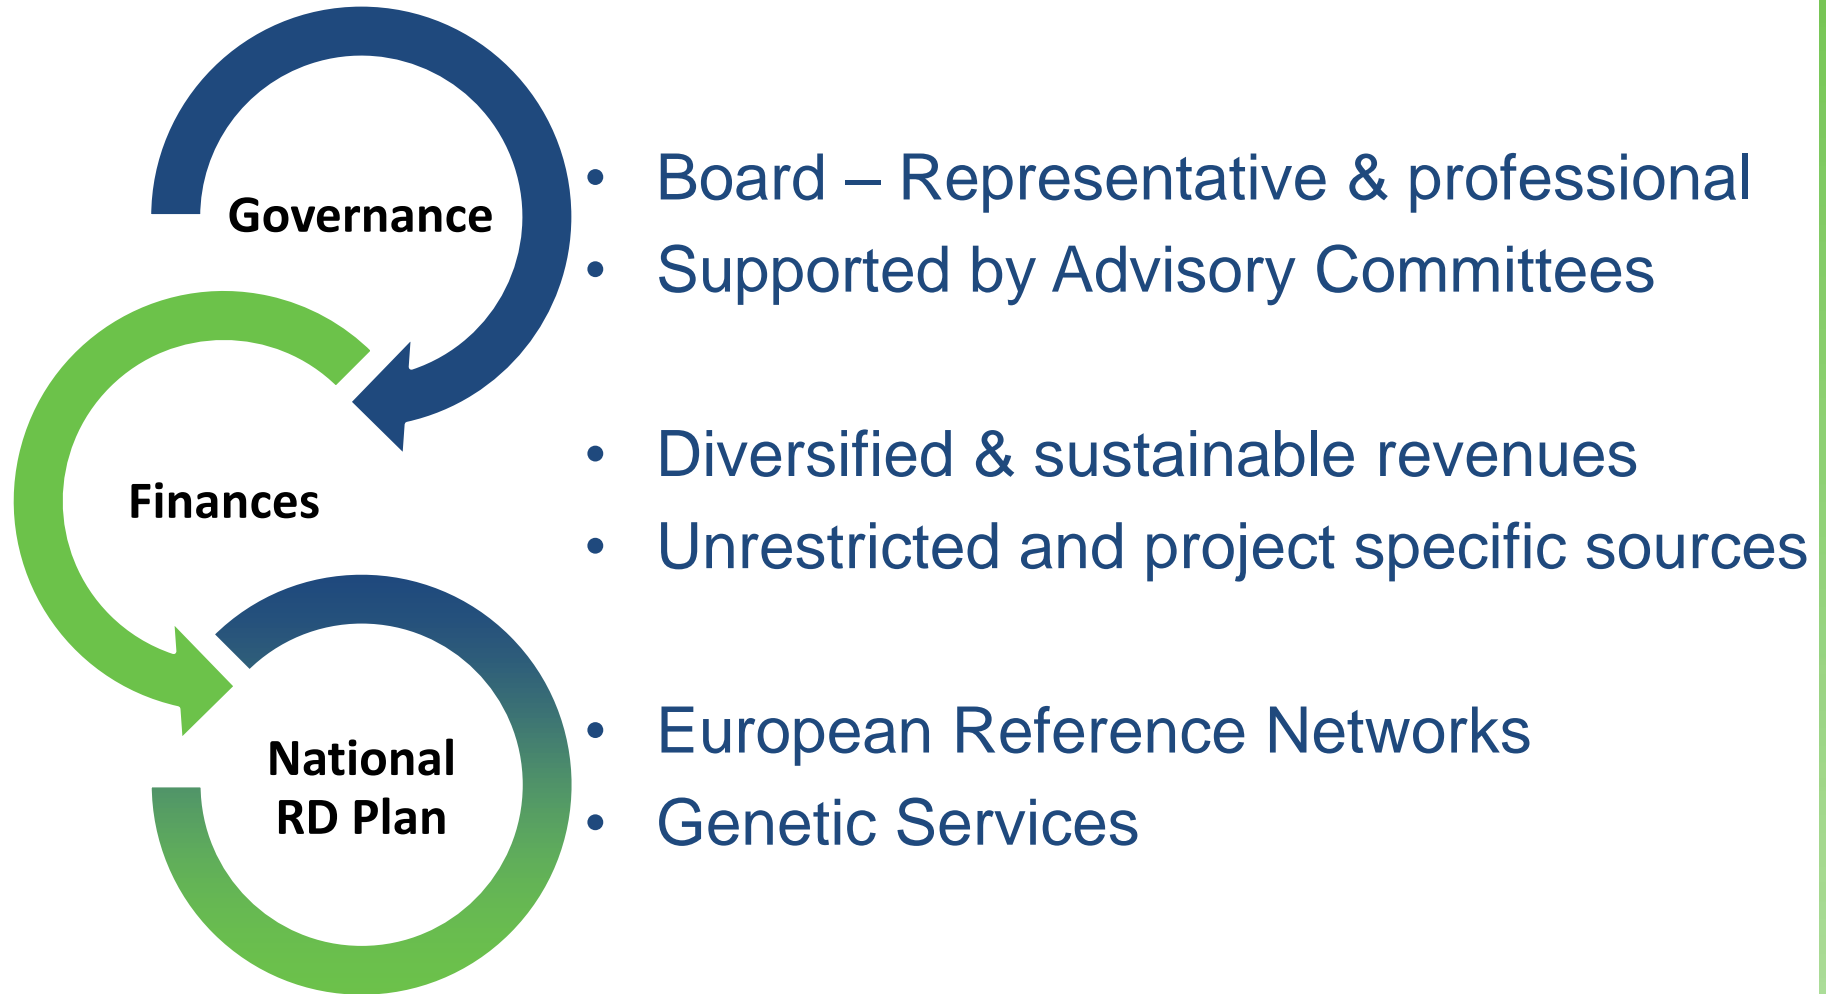 Governance
• Board – Representative & professional
• Supported by Advisory Committees
Finances
• Diversified & sustainable revenues
• Unrestricted and project specific sources
National
RD Plan
• European Reference Networks
• Genetic Services